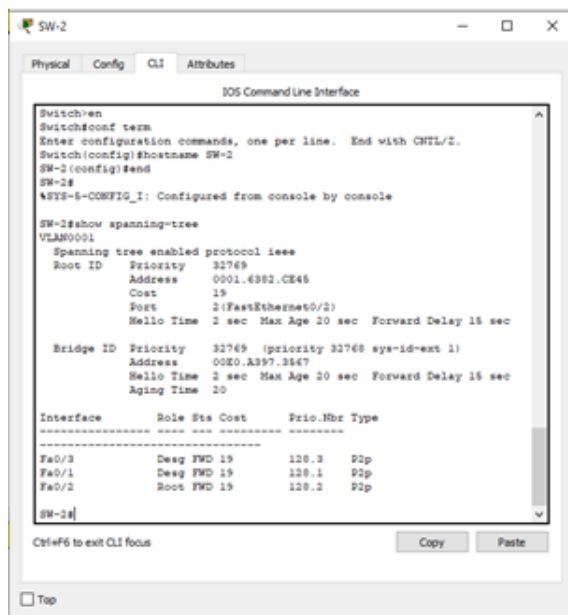 SW-2
Physical Config CLI Attributes
IOS Command Line Interface
Switch>en
Switch#conf term
Enter configuration commands, one per line. End with CNTL/Z.
Switch(config)#hostname SW-2
SW-2(config)#end
SW-2#
%SYS-5-CONFIG_I: Configured from console by console
SW-2#show spanning-tree
VLAN0001
Spanning tree enabled protocol ieee
Root ID Priority 32769
Address 0001.6382.CE45
Cost 19
Port 2(FastEthernet0/2)
Hello Time 2 sec Max Age 20 sec Forward Delay 15 sec
Bridge ID Priority 32769 (priority 32768 sys-id-ext 1)
Address 00E0.A397.3567
Hello Time 2 sec Max Age 20 sec Forward Delay 15 sec
Aging Time 20
Interface Role Sts Cost Prio.Nbr Type
---------------- ---- --- --------- -------- --------------------------------
Fa0/3 Desg FWD 19 128.3 P2p
Fa0/1 Desg FWD 19 128.1 P2p
Fa0/2 Root FWD 19 128.2 P2p
SW-2#
Ctrl+F6 to exit CLI focus Copy Paste
Top